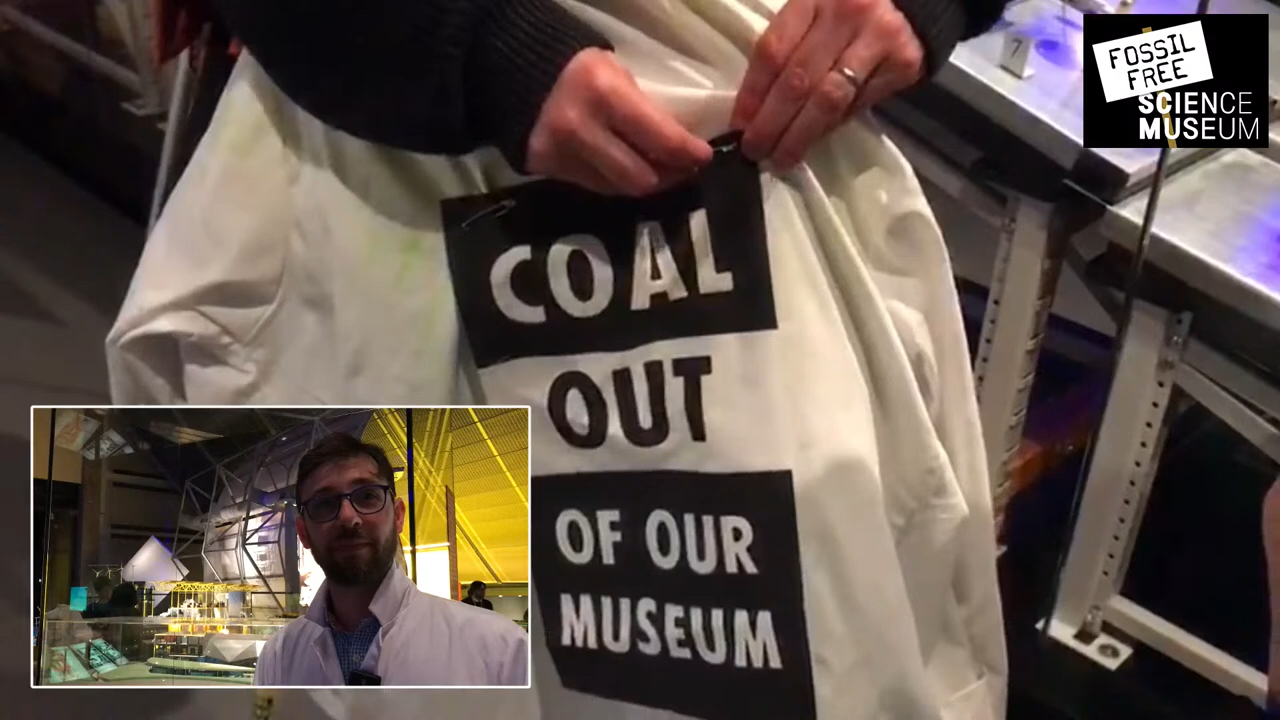 7
FOSSIL
FREE
SCIENCE
MUSEUM
COAL
OUT
OF OUR
MUSEUM